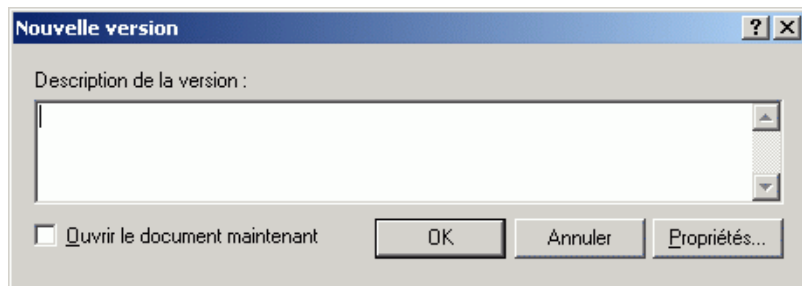 Nouvelle version
Description de la version :
Ouvrir le document maintenant
OK
Annuler
Propriétés...